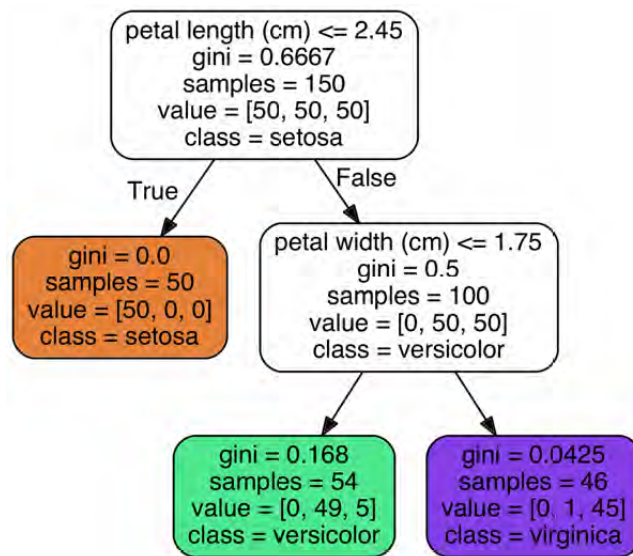 petal length (cm) <= 2.45
gini = 0.6667
samples = 150
value = [50, 50, 50]
class = setosa
True
False
gini = 0.0
samples = 50
value = [50, 0, 0]
class = setosa
petal width (cm) <= 1.75
gini = 0.5
samples = 100
value = [0, 50, 50]
class = versicolor
gini = 0.168
samples = 54
value = [0, 49, 5]
class = versicolor
gini = 0.0425
samples = 46
value = [0, 1, 45]
class = virginica